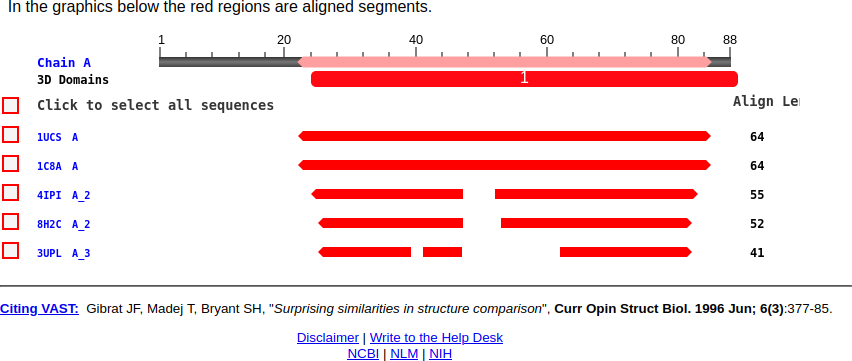 In the graphics below the red regions are aligned segments.
1 20 40 60 80 88
Chain A
3D Domains 1
Click to select all sequences Align Le
1UCS A 64
1C8A A 64
4IPI A_2 55
8H2C A_2 52
3UPL A_3 41
Citing VAST: Gibrat JF, Madej T, Bryant SH, "Surprising similarities in structure comparison", Curr Opin Struct Biol. 1996 Jun; 6(3):377-85.
Disclaimer | Write to the Help Desk
NCBI | NLM | NIH